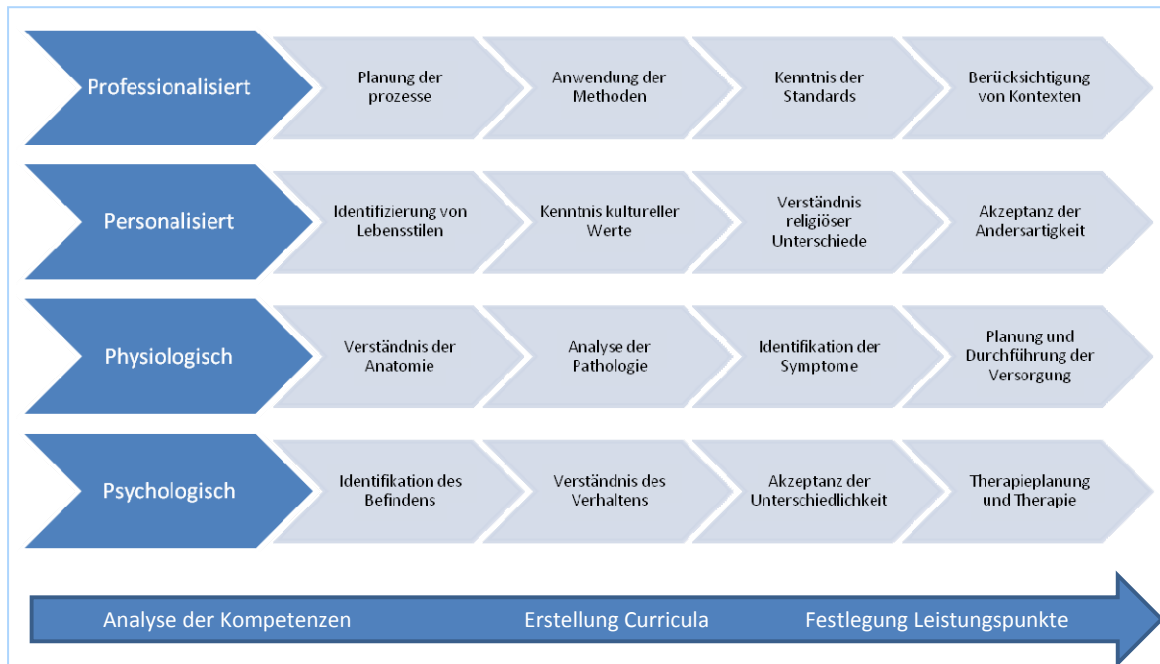 Professionalisiert
Planung der
prozesse
Anwendung der
Methoden
Kenntnis der
Standards
Berücksichtigung
von Kontexten
Personalisiert
Identifizierung von
Lebensstilen
Kenntnis kultureller
Werte
Verständnis
religiöser
Unterschiede
Akzeptanz der
Andersartigkeit
Physiologisch
Verständnis der
Anatomie
Analyse der
Pathologie
Identifikation der
Symptome
Planung und
Durchführung der
Versorgung
Psychologisch
Identifikation des
Befindens
Verständnis des
Verhaltens
Akzeptanz der
Unterschiedlichkeit
Therapieplanung
und Therapie
Analyse der Kompetenzen
Erstellung Curricula
Festlegung Leistungspunkte